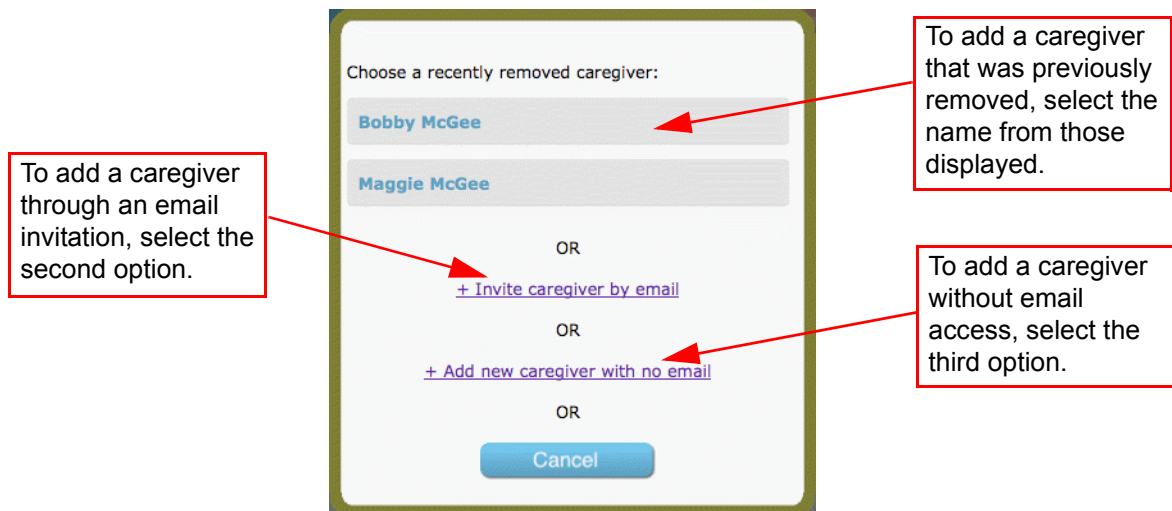 Choose a recently removed caregiver:
Bobby McGee
Maggie McGee
OR
+ Invite caregiver by email
OR
+ Add new caregiver with no email
OR
Cancel
To add a caregiver
through an email
invitation, select the
second option.
To add a caregiver
that was previously
removed, select the
name from those
displayed.
To add a caregiver
without email
access, select the
third option.